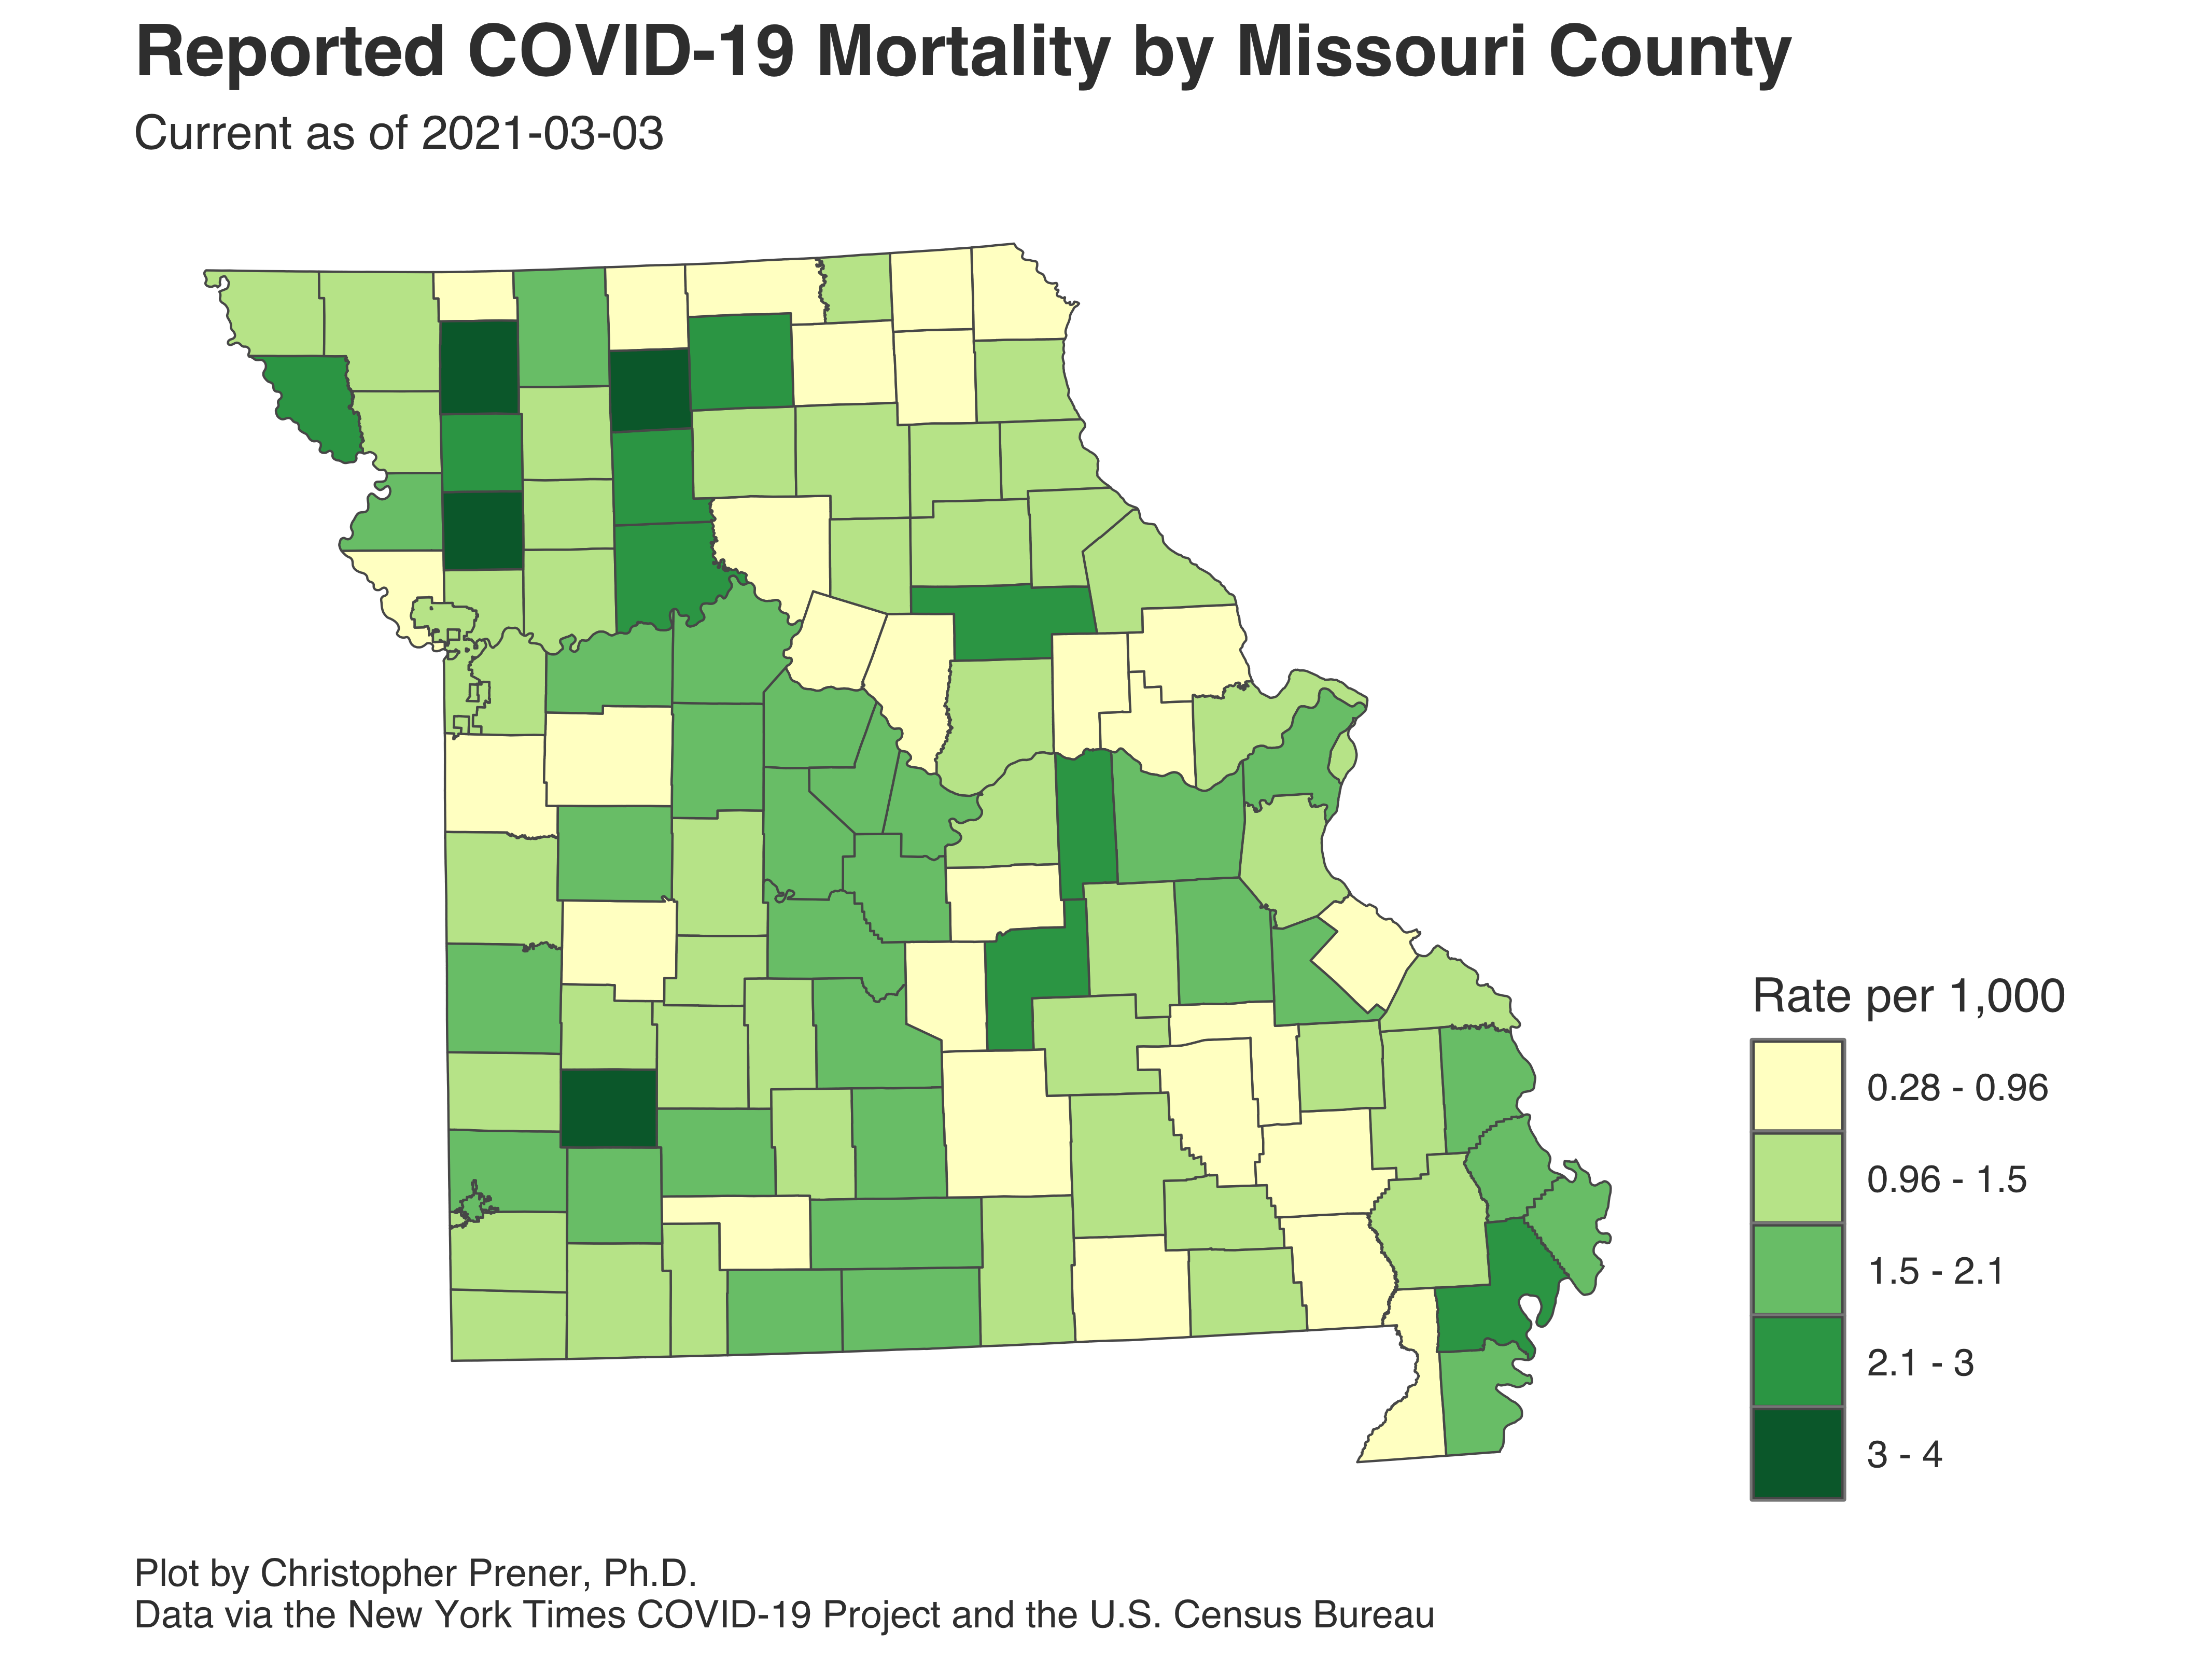 Reported COVID-19 Mortality by Missouri County
Current as of 2021-03-03
Rate per 1,000
0.28 - 0.96
0.96 - 1.5
1.5 - 2.1
2.1 - 3
3 - 4
Plot by Christopher Prener, Ph.D.
Data via the New York Times COVID-19 Project and the U.S. Census Bureau